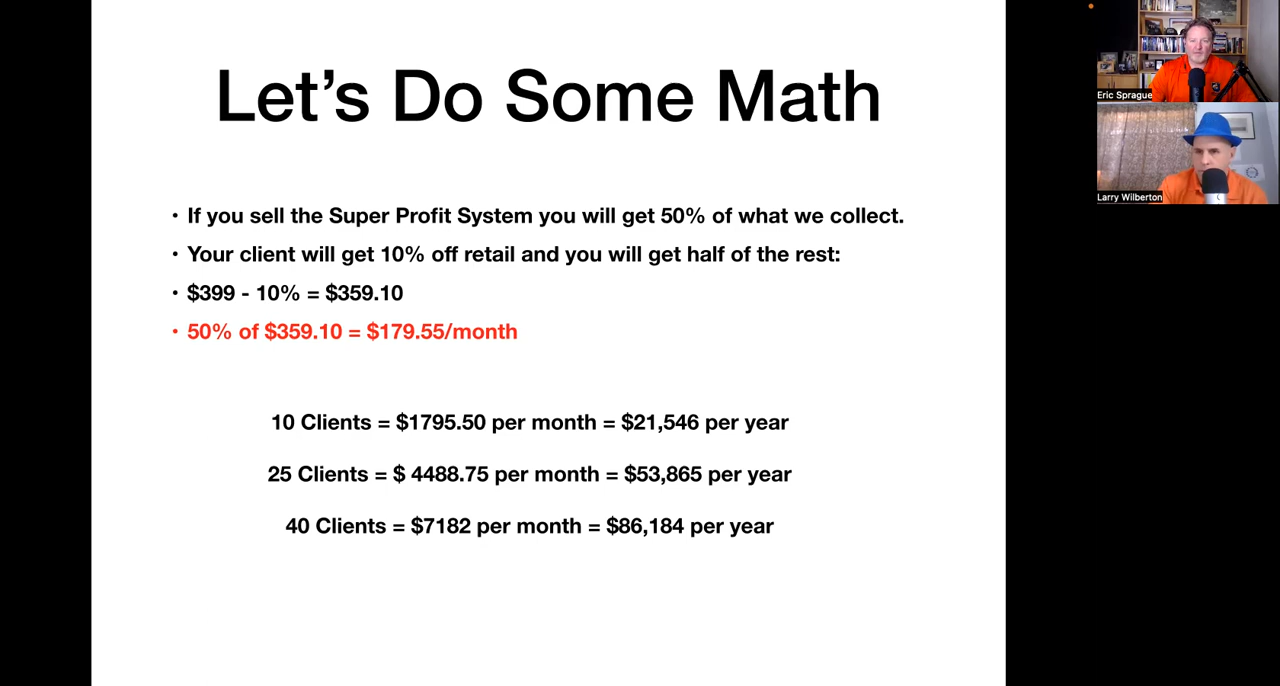 Let's Do Some Math
• If you sell the Super Profit System you will get 50% of what we collect.
• Your client will get 10% off retail and you will get half of the rest:
• $399 - 10% = $359.10
• 50% of $359.10 = $179.55/month
10 Clients = $1795.50 per month = $21,546 per year
25 Clients = $ 4488.75 per month = $53,865 per year
40 Clients = $7182 per month = $86,184 per year
Eric Sprague
Larry Wilberton